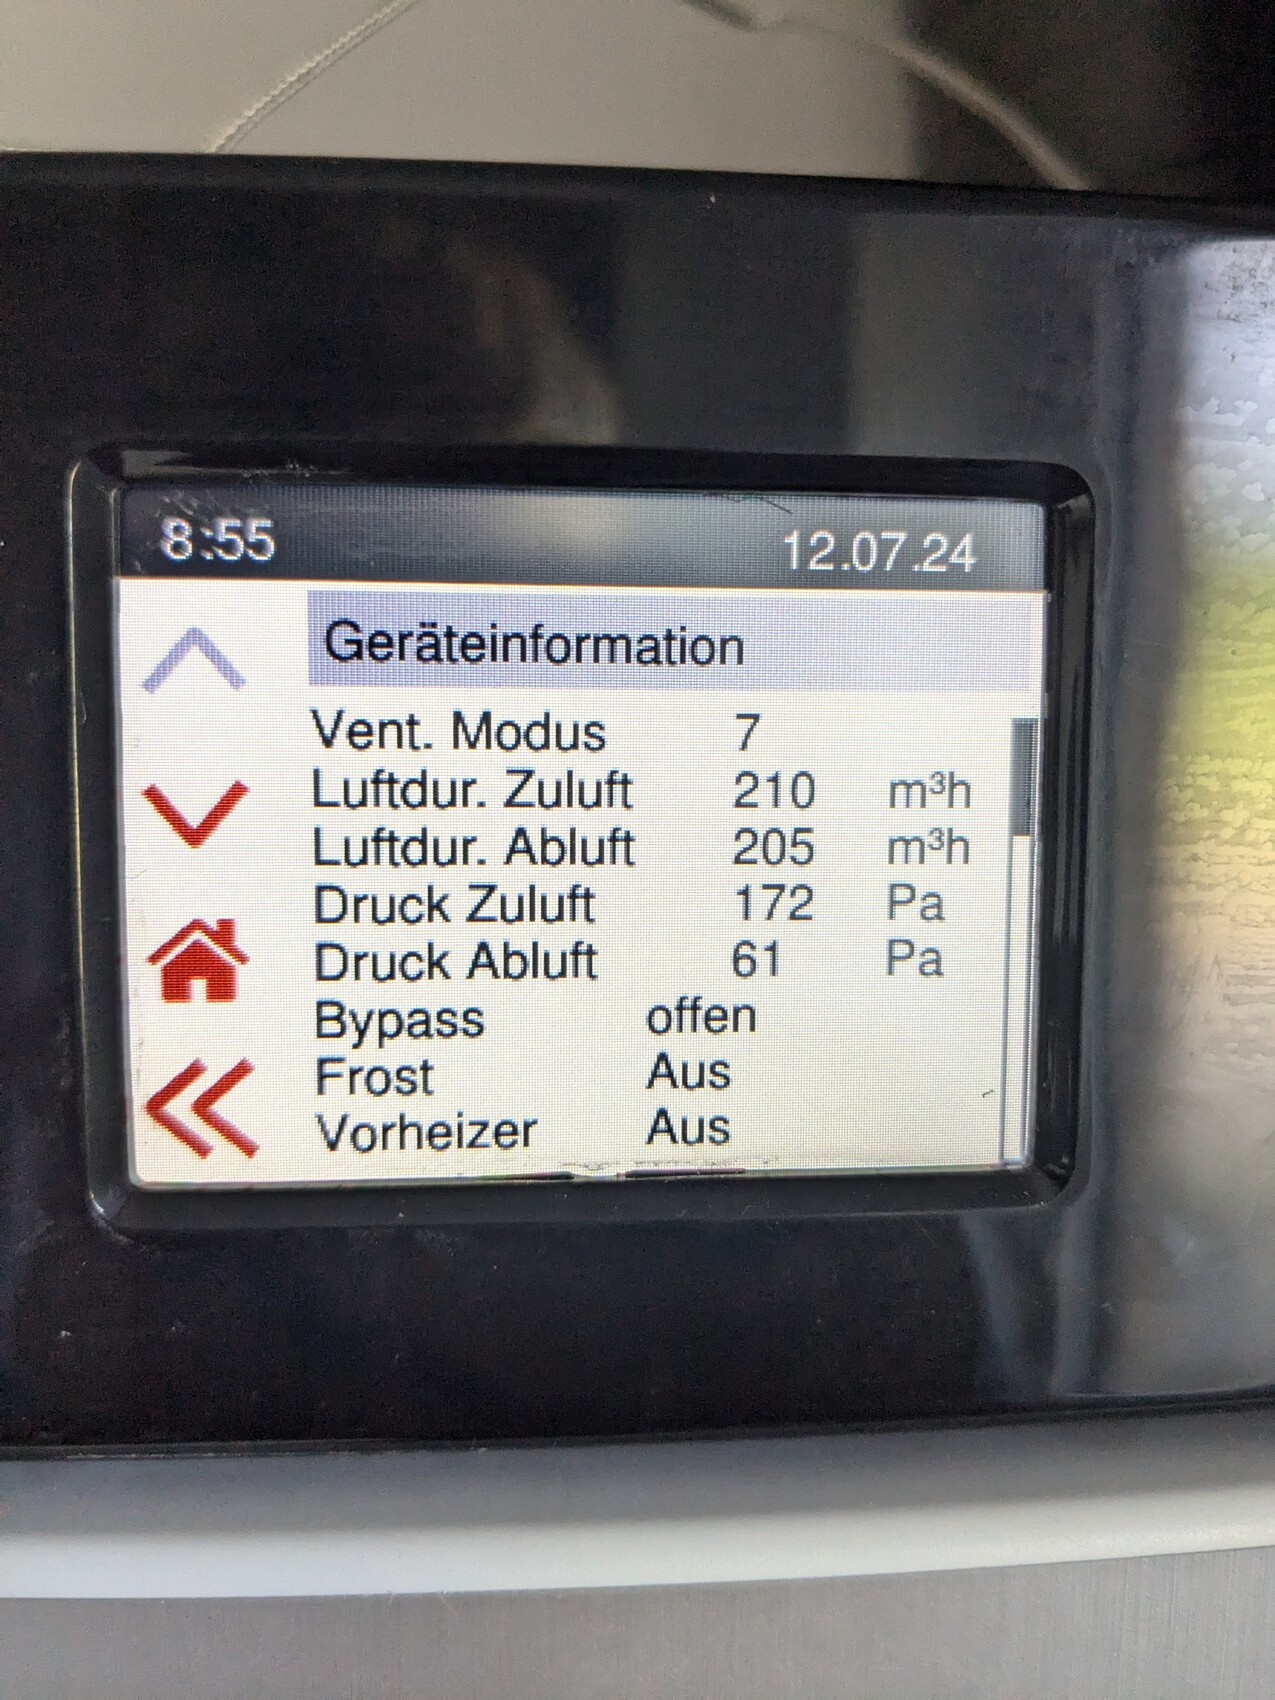 8:55 12.07.24
Geräteinformation
Vent. Modus 7
Luftdur. Zuluft 210 m³h
Luftdur. Abluft 205 m³h
Druck Zuluft 172 Pa
Druck Abluft 61 Pa
Bypass offen
Frost Aus
Vorheizer Aus